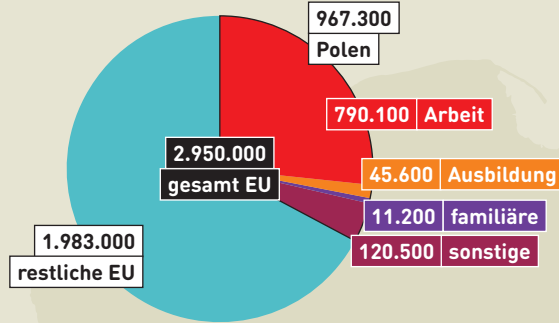 967.300
Polen
790.100 Arbeit
2.950.000
gesamt EU
45.600 Ausbildung
11.200 familiäre
120.500 sonstige
1.983.000
restliche EU